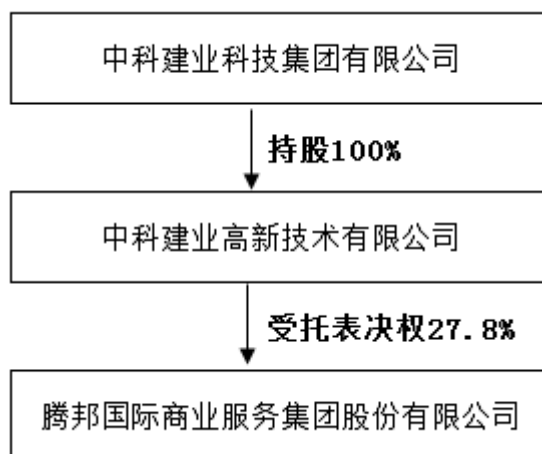 中科建业科技集团有限公司
持股100%
中科建业高新技术有限公司
受托表决权27.8%
腾邦国际商业服务集团股份有限公司